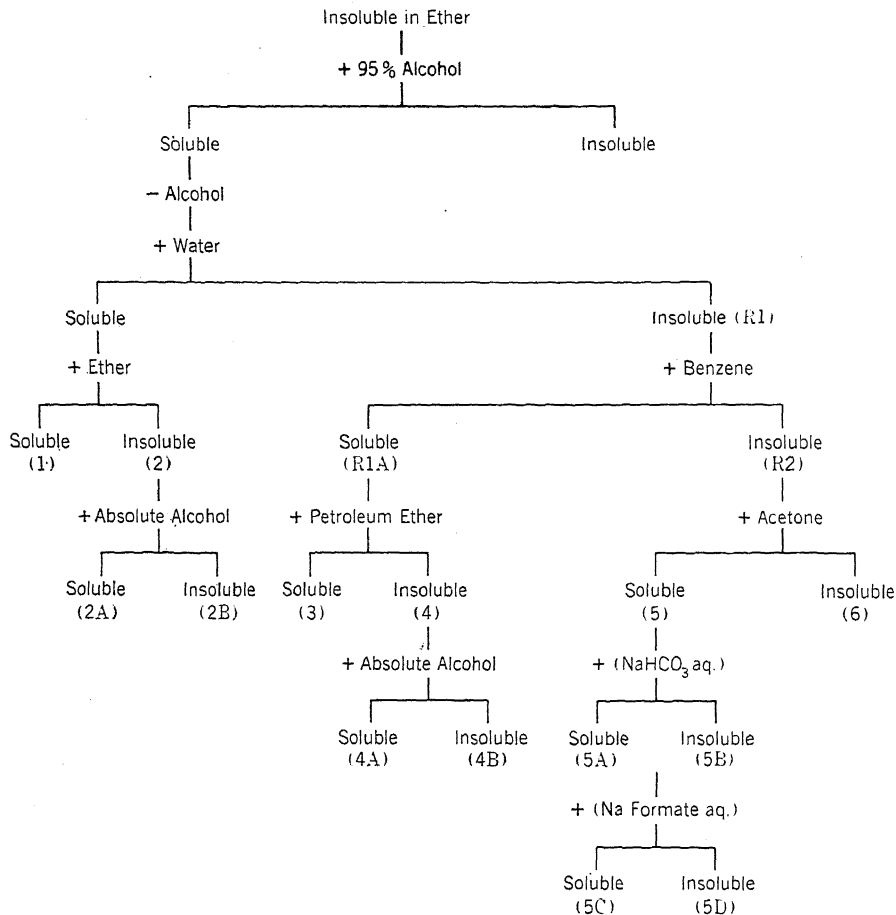 Insoluble in Ether
+ 95% Alcohol
Soluble Insoluble
– Alcohol
+ Water
Soluble Insoluble (R1)
+ Ether + Benzene
Soluble Insoluble Soluble Insoluble
(1) (2) (R1A) (R2)
+ Absolute Alcohol + Petroleum Ether + Acetone
Soluble Insoluble Soluble Insoluble Soluble Insoluble
(2A) (2B) (3) (4) (5) (6)
+ Absolute Alcohol + (NaHCO₃ aq.)
Soluble Insoluble Soluble Insoluble
(4A) (4B) (5A) (5B)
+ (Na Formate aq.)
Soluble Insoluble
(5C) (5D)